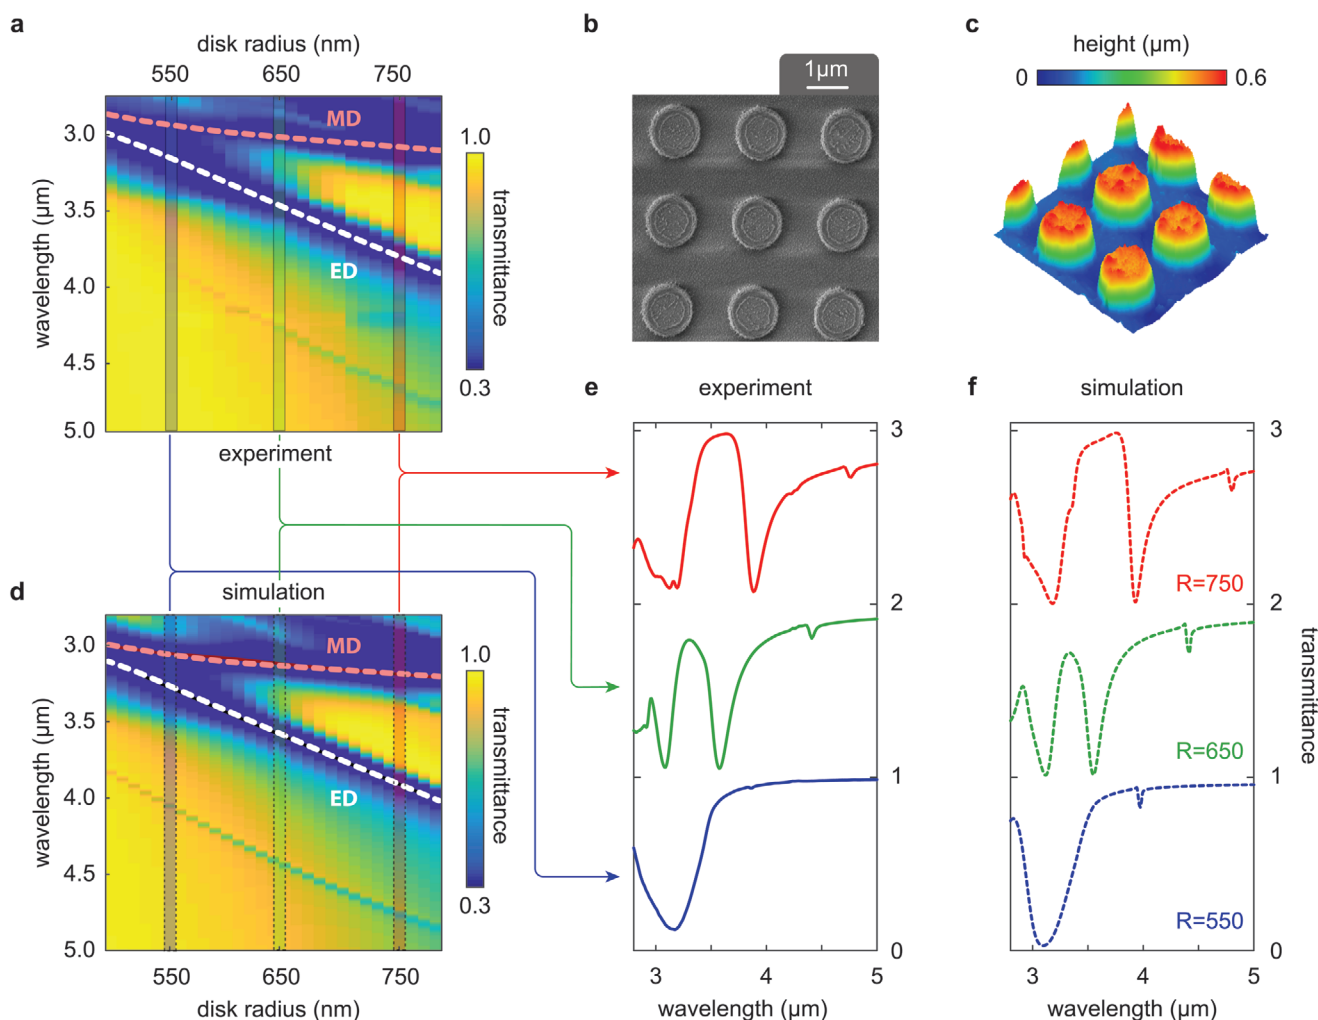 a
disk radius (nm)
550 650 750
3.0
3.5
4.0
4.5
5.0
wavelength (μm)
MD
ED
1.0
transmittance
0.3
experiment
b
1μm
c
height (μm)
0 0.6
d
simulation
3.0
3.5
4.0
4.5
5.0
wavelength (μm)
MD
ED
1.0
transmittance
0.3
550 650 750
disk radius (nm)
e
experiment
3 4 5
wavelength (μm)
f
simulation
3
2
1
0
R=750
R=650
R=550
transmittance
3 4 5
wavelength (μm)